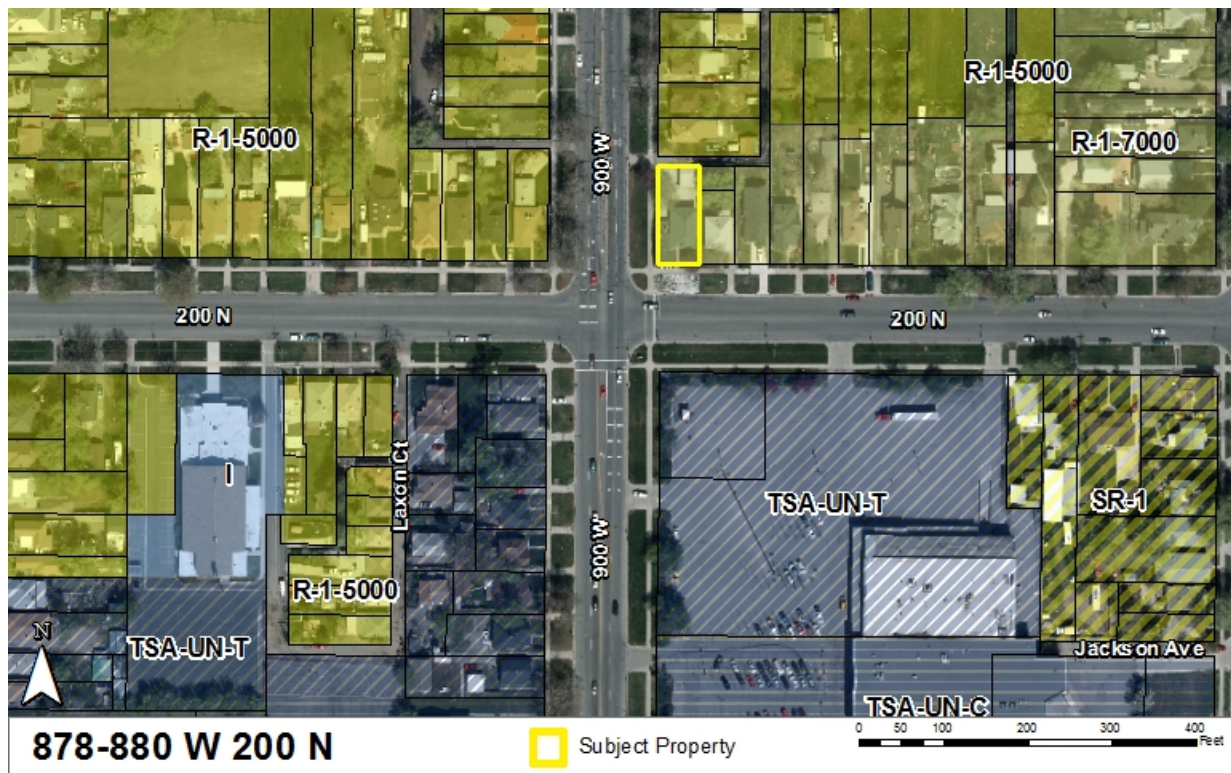 R-1-5000
R-1-5000
R-1-7000
900 W
200 N
200 N
Laxon Ct
I
TSA-UN-T
SR-1
900 W
R-1-5000
N
TSA-UN-T
Jackson Ave
TSA-UN-C
878-880 W 200 N
Subject Property
0 50 100 200 300 400
Feet